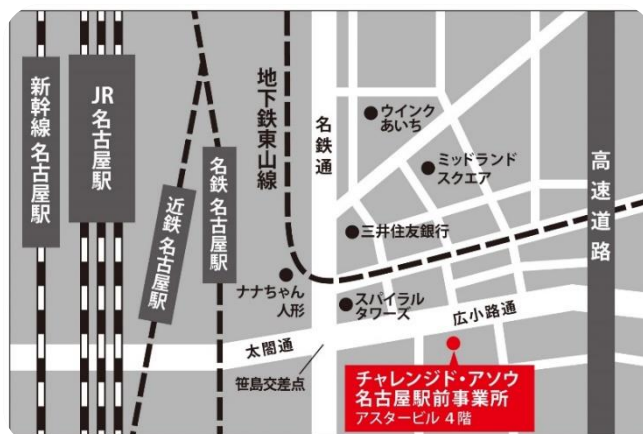 新幹線 名古屋駅
JR
名古屋駅
近鉄 名古屋駅
名鉄 名古屋駅
地下鉄東山線
名鉄通
ウインク
あいち
ミッドランド
スクエア
高速道路
三井住友銀行
ナナちゃん
人形
スパイラル
タワーズ
広小路通
太閤通
笹島交差点
チャレンジド・アソウ
名古屋駅前事業所
アスタービル 4階